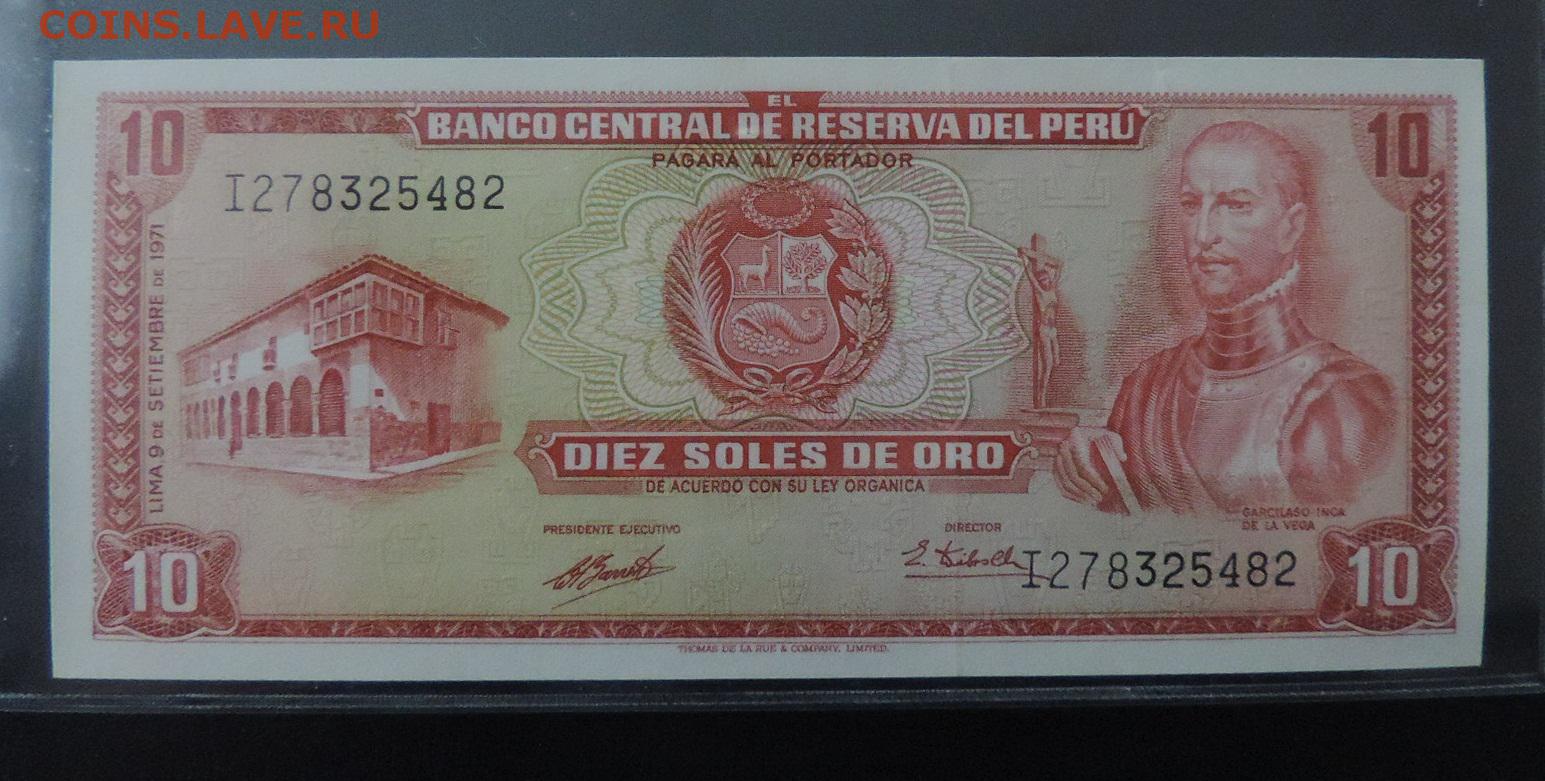 COINS.LAVE.RU
10
EL
BANCO CENTRAL DE RESERVA DEL PERÚ
10
PAGARÁ AL PORTADOR
I278325482
LIMA 9 DE SETIEMBRE DE 1971
DIEZ SOLES DE ORO
DE ACUERDO CON SU LEY ORGANICA
GARCILASO INCA
DE LA VEGA
PRESIDENTE EJECUTIVO
DIRECTOR
I278325482
10
10
THOMAS DE LA RUE & COMPANY, LIMITED.